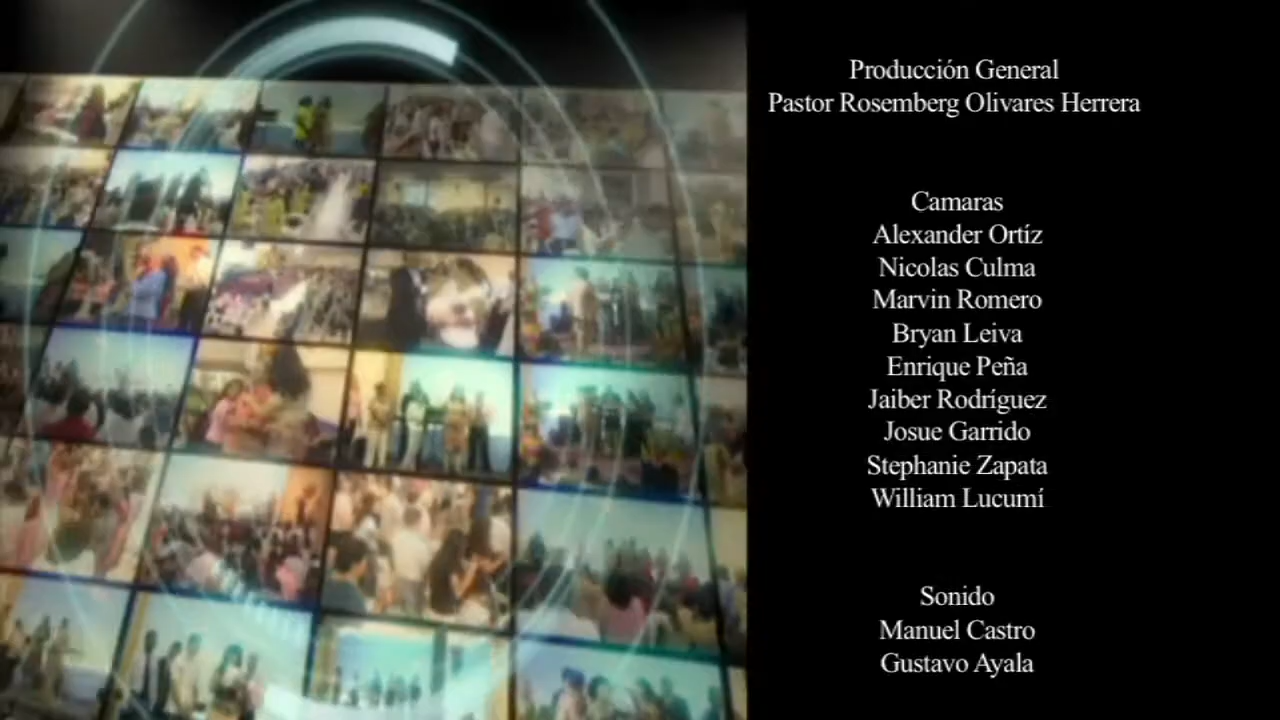 Producción General
Pastor Rosemberg Olivares Herrera
Camaras
Alexander Ortíz
Nicolas Culma
Marvin Romero
Bryan Leiva
Enrique Peña
Jaiber Rodríguez
Josue Garrido
Stephanie Zapata
William Lucumí
Sonido
Manuel Castro
Gustavo Ayala